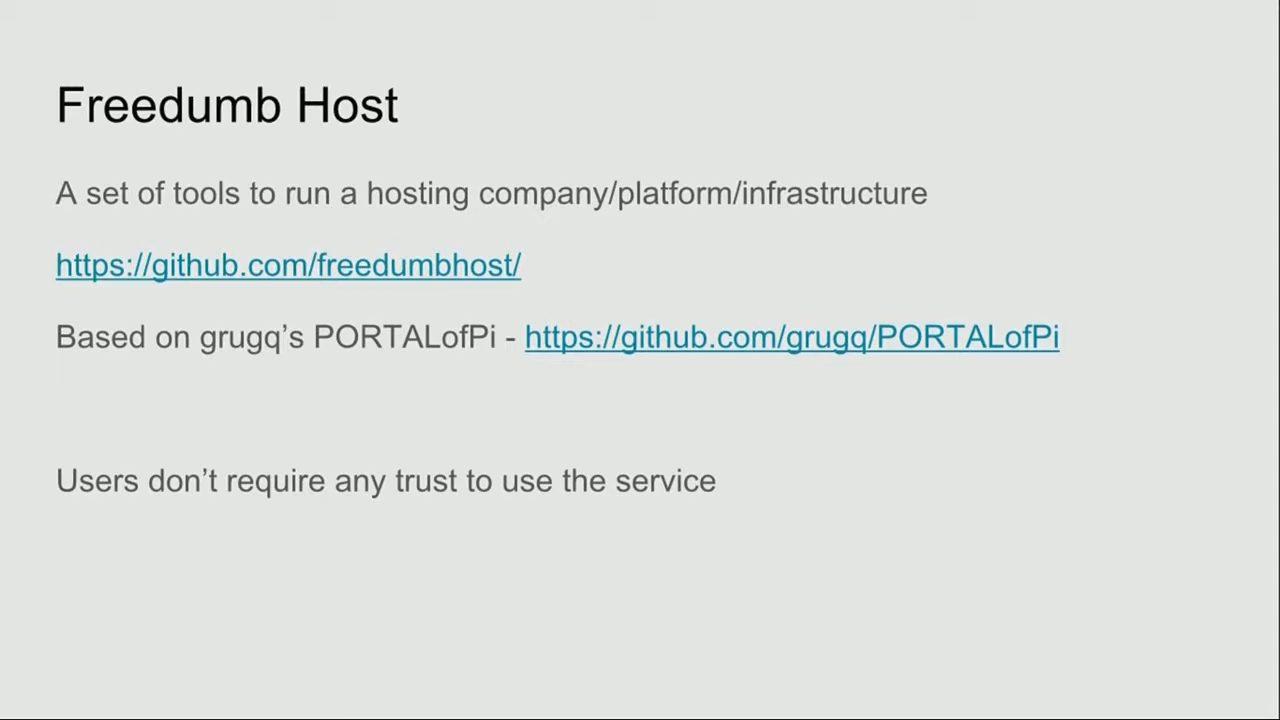 Freedumb Host
A set of tools to run a hosting company/platform/infrastructure
https://github.com/freedumbhost/
Based on grugq’s PORTALofPi - https://github.com/grugq/PORTALofPi
Users don’t require any trust to use the service